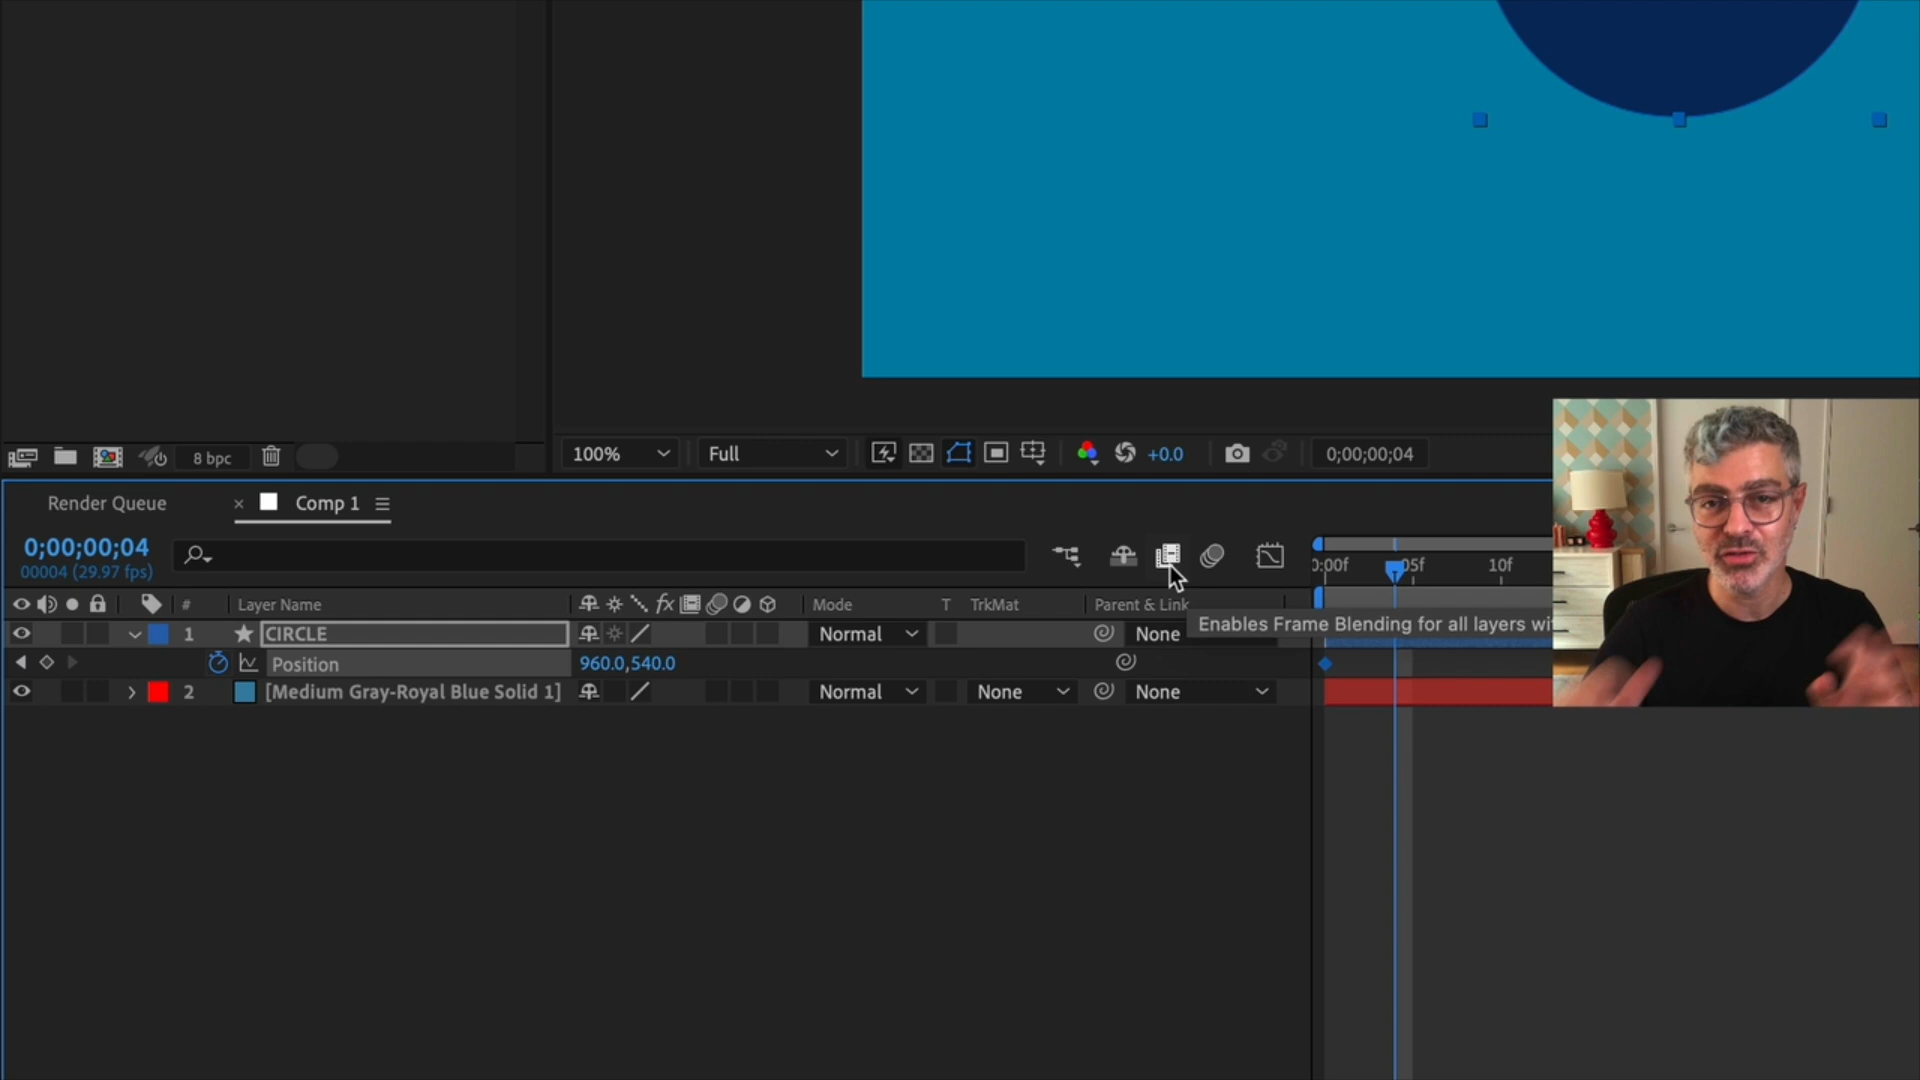 8 bpc
100%
Full
+0.0
0;00;00;04
Render Queue
× Comp 1
0;00;00;04
00004 (29.97 fps)
0:00f 05f 10f
# Layer Name fx Mode T TrkMat Parent & Link
Enables Frame Blending for all layers wi
1 CIRCLE Normal None
Position 960.0,540.0
2 [Medium Gray-Royal Blue Solid 1] Normal None None